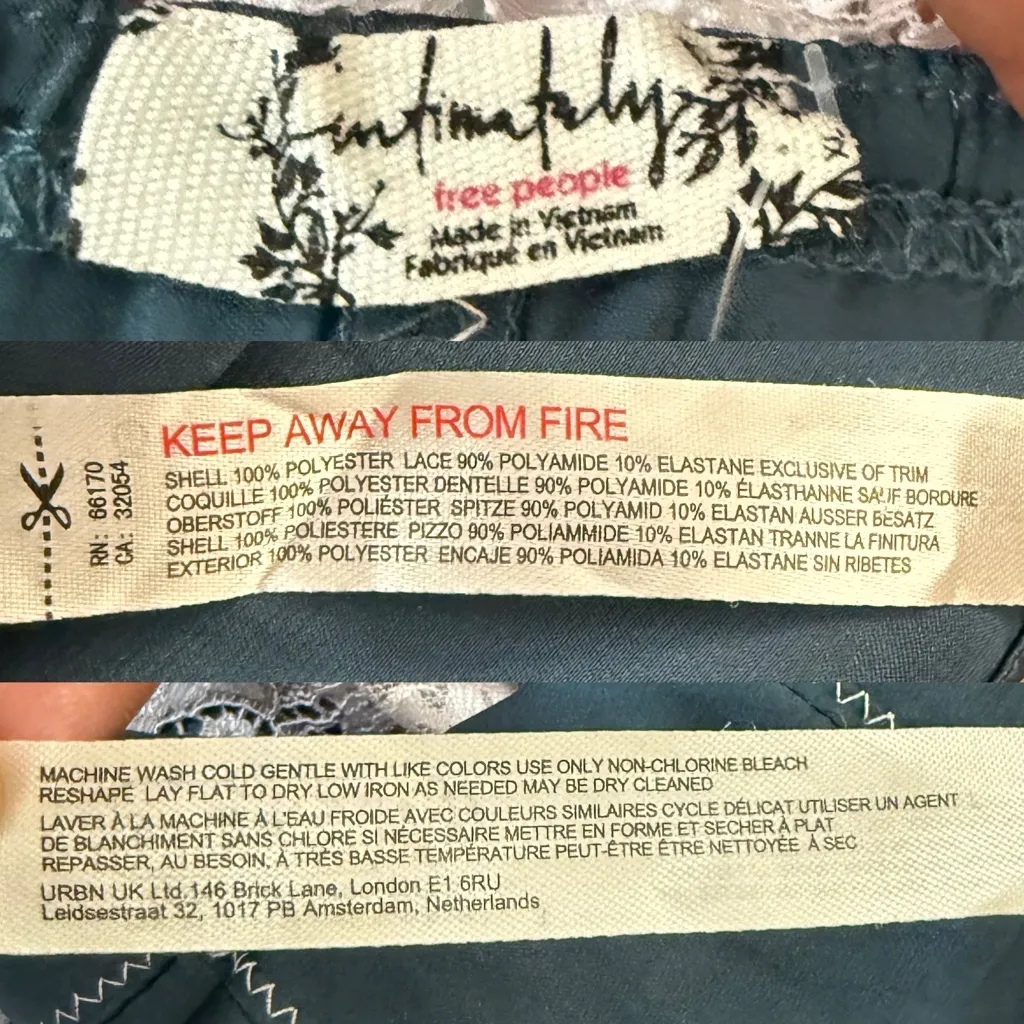 intimately
free people
Made in Vietnam
Fabriqué en Vietnam
RN: 66170
CA: 32054
KEEP AWAY FROM FIRE
SHELL 100% POLYESTER LACE 90% POLYAMIDE 10% ELASTANE EXCLUSIVE OF TRIM
COQUILLE 100% POLYESTER DENTELLE 90% POLYAMIDE 10% ÉLASTHANNE SAUF BORDURE
OBERSTOFF 100% POLIÉSTER SPITZE 90% POLYAMID 10% ELASTAN AUSSER BESATZ
SHELL 100% POLIESTERE PIZZO 90% POLIAMMIDE 10% ELASTAN TRANNE LA FINITURA
EXTERIOR 100% POLYESTER ENCAJE 90% POLIAMIDA 10% ELASTANE SIN RIBETES
MACHINE WASH COLD GENTLE WITH LIKE COLORS USE ONLY NON-CHLORINE BLEACH
RESHAPE LAY FLAT TO DRY LOW IRON AS NEEDED MAY BE DRY CLEANED
LAVER À LA MACHINE À L'EAU FROIDE AVEC COULEURS SIMILAIRES CYCLE DÉLICAT UTILISER UN AGENT
DE BLANCHIMENT SANS CHLORE SI NÉCESSAIRE METTRE EN FORME ET SECHER À PLAT
REPASSER, AU BESOIN, À TRÈS BASSE TEMPÉRATURE PEUT-ÊTRE ÊTRE NETTOYÉE À SEC
URBN UK Ltd.146 Brick Lane, London E1 6RU
Leidsestraat 32, 1017 PB Amsterdam, Netherlands